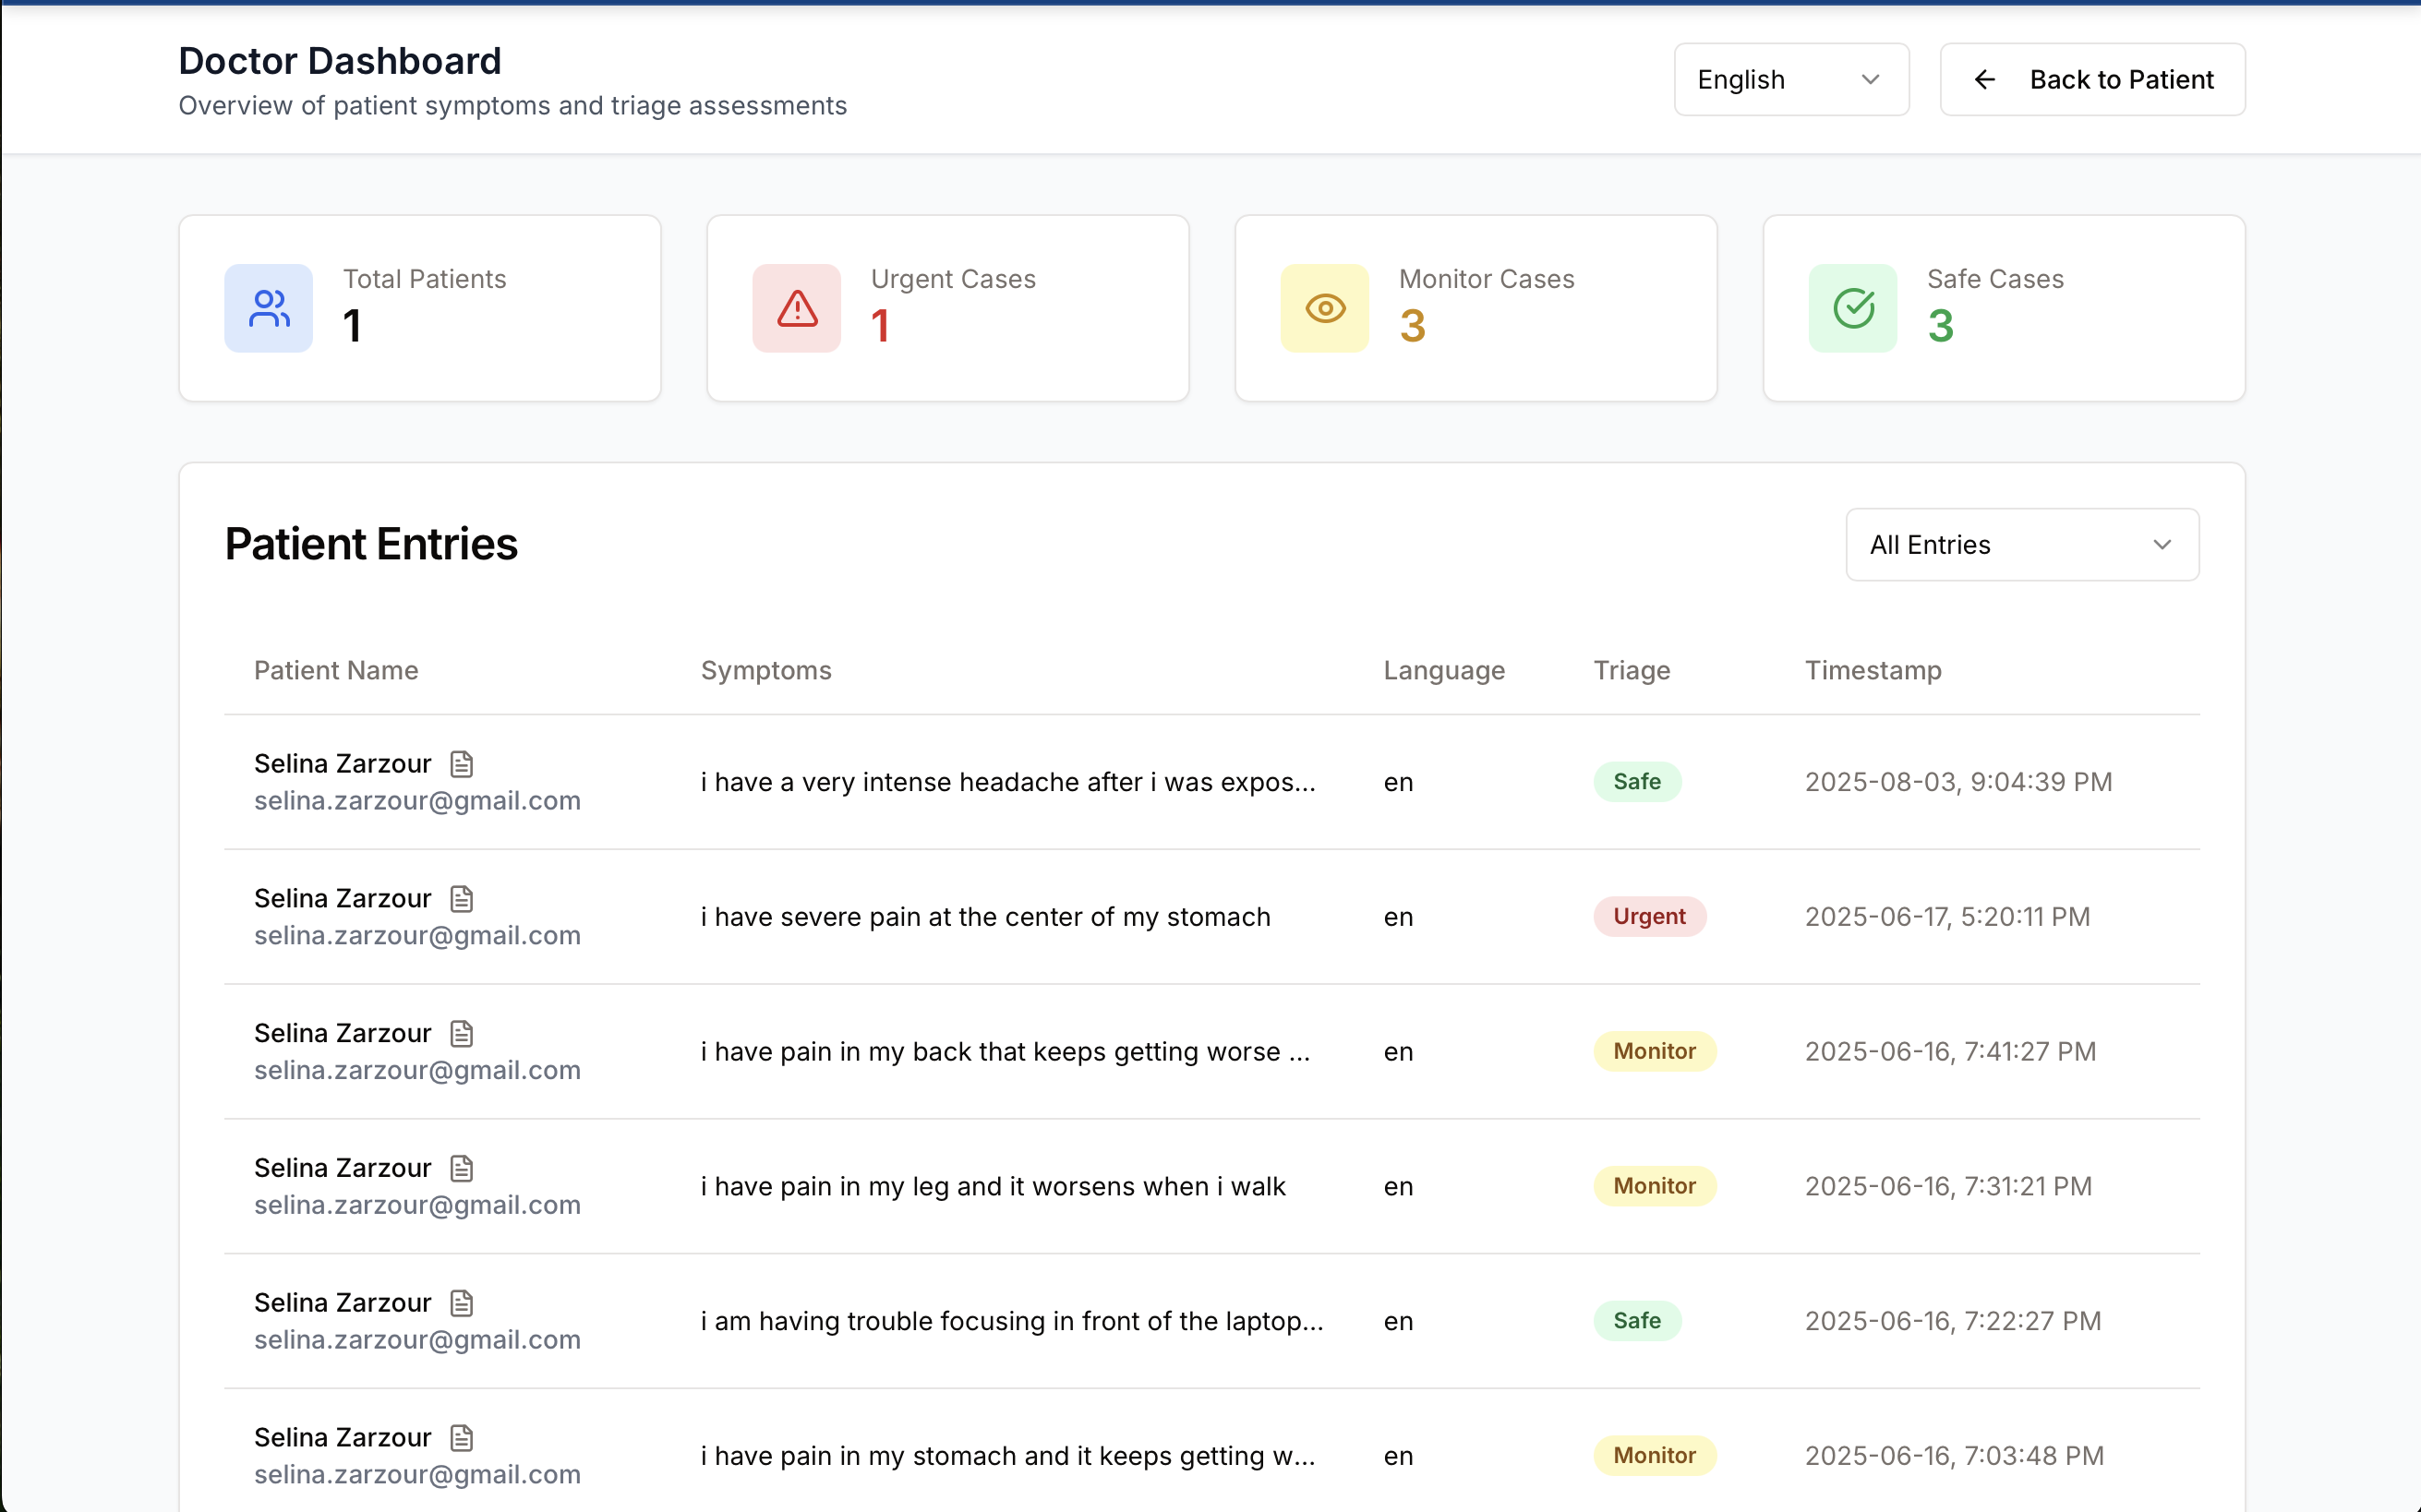 Doctor Dashboard
Overview of patient symptoms and triage assessments
English
Back to Patient
Total Patients
1
Urgent Cases
1
Monitor Cases
3
Safe Cases
3
Patient Entries
All Entries
Patient Name Symptoms Language Triage Timestamp
Selina Zarzour
selina.zarzour@gmail.com
i have a very intense headache after i was expos... en Safe 2025-08-03, 9:04:39 PM
Selina Zarzour
selina.zarzour@gmail.com
i have severe pain at the center of my stomach en Urgent 2025-06-17, 5:20:11 PM
Selina Zarzour
selina.zarzour@gmail.com
i have pain in my back that keeps getting worse ... en Monitor 2025-06-16, 7:41:27 PM
Selina Zarzour
selina.zarzour@gmail.com
i have pain in my leg and it worsens when i walk en Monitor 2025-06-16, 7:31:21 PM
Selina Zarzour
selina.zarzour@gmail.com
i am having trouble focusing in front of the laptop... en Safe 2025-06-16, 7:22:27 PM
Selina Zarzour
selina.zarzour@gmail.com
i have pain in my stomach and it keeps getting w... en Monitor 2025-06-16, 7:03:48 PM